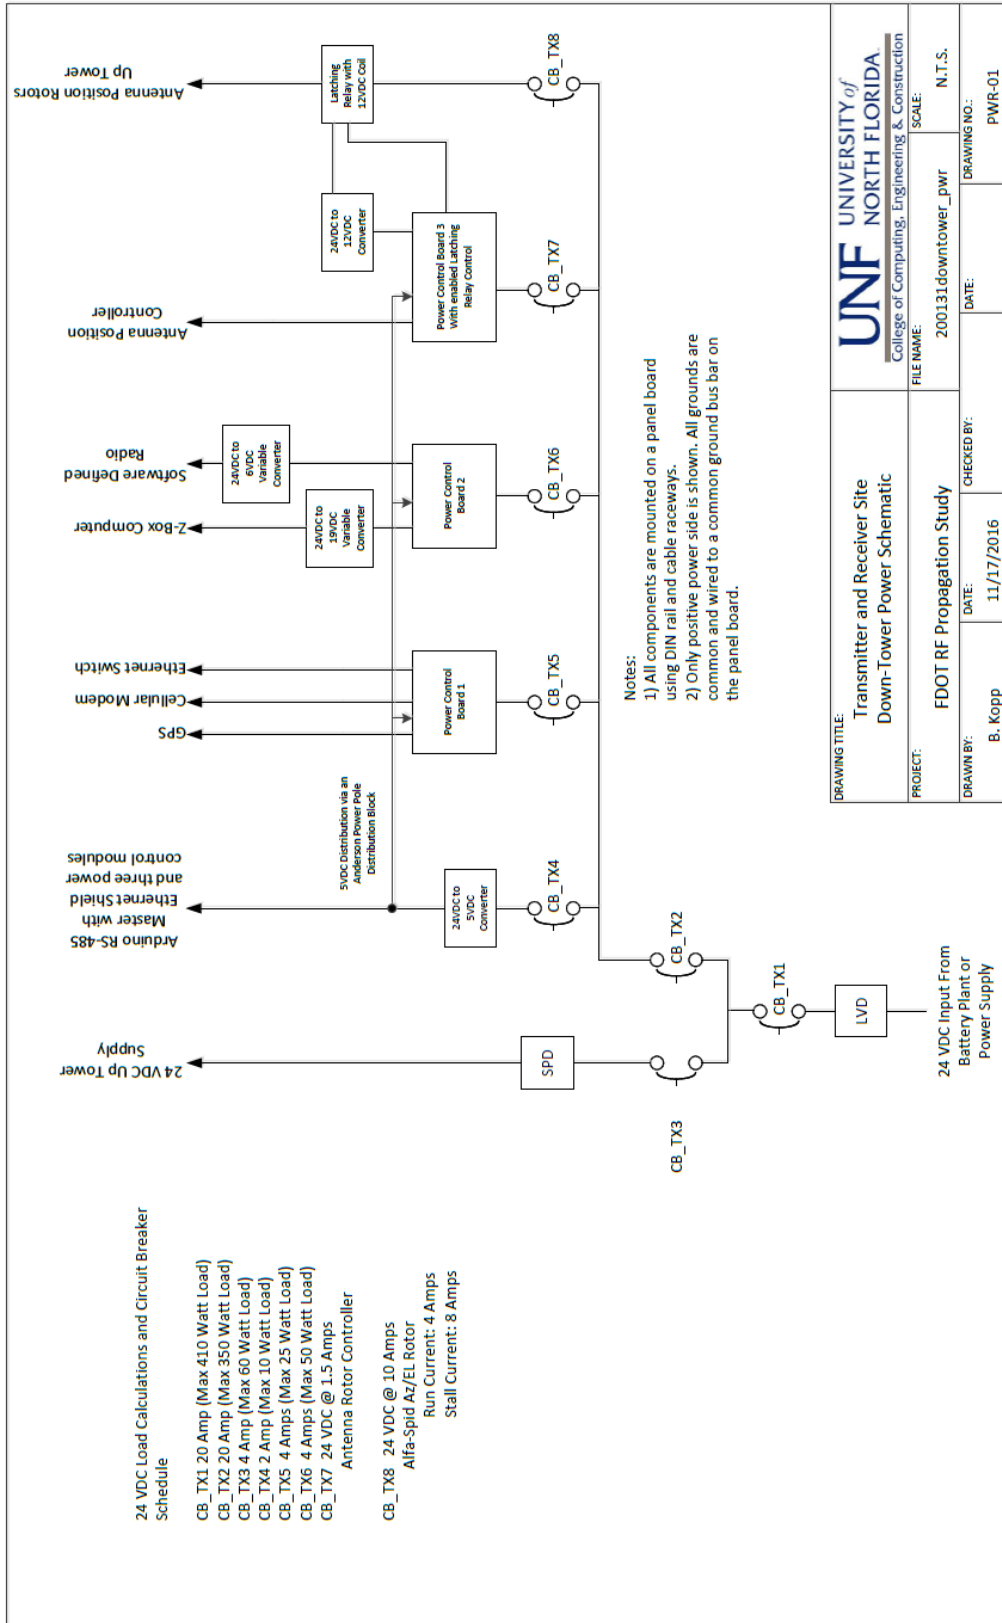 Antenna Position Rotors
Up Tower
Antenna Position
Controller
Software Defined
Radio
Z-Box Computer
Ethernet Switch
Cellular Modem
GPS
Arduino RS-485
Master with
Ethernet Shield
and three power
control modules
24 VDC Up Tower
Supply
Latching
Relay with
12VDC Coil
24VDC to
12VDC
Converter
Power Control Board 3
With enabled Latching
Relay Control
24VDC to
6VDC
Variable
Converter
24VDC to
19VDC
Variable
Converter
Power Control
Board 2
Power Control
Board 1
5VDC Distribution via an
Anderson Power Pole
Distribution Block
24VDC to
5VDC
Converter
SPD
LVD
CB_TX8
CB_TX7
CB_TX6
CB_TX5
CB_TX4
CB_TX2
CB_TX3
CB_TX1
24 VDC Input From
Battery Plant or
Power Supply
24 VDC Load Calculations and Circuit Breaker
Schedule
CB_TX1 20 Amp (Max 410 Watt Load)
CB_TX2 20 Amp (Max 350 Watt Load)
CB_TX3 4 Amp (Max 60 Watt Load)
CB_TX4 2 Amp (Max 10 Watt Load)
CB_TX5 4 Amps (Max 25 Watt Load)
CB_TX6 4 Amps (Max 50 Watt Load)
CB_TX7 24 VDC @ 1.5 Amps
Antenna Rotor Controller
CB_TX8 24 VDC @ 10 Amps
Alfa-Spid Az/EL Rotor
Run Current: 4 Amps
Stall Current: 8 Amps
Notes:
1) All components are mounted on a panel board
using DIN rail and cable raceways.
2) Only positive power side is shown. All grounds are
common and wired to a common ground bus bar on
the panel board.
DRAWING TITLE:
Transmitter and Receiver Site
Down-Tower Power Schematic
UNF UNIVERSITY of
NORTH FLORIDA.
College of Computing, Engineering & Construction
PROJECT:
FDOT RF Propagation Study
FILE NAME:
200131downtower_pwr
SCALE:
N.T.S.
DRAWN BY:
B. Kopp
DATE:
11/17/2016
CHECKED BY:
DATE:
DRAWING NO.:
PWR-01